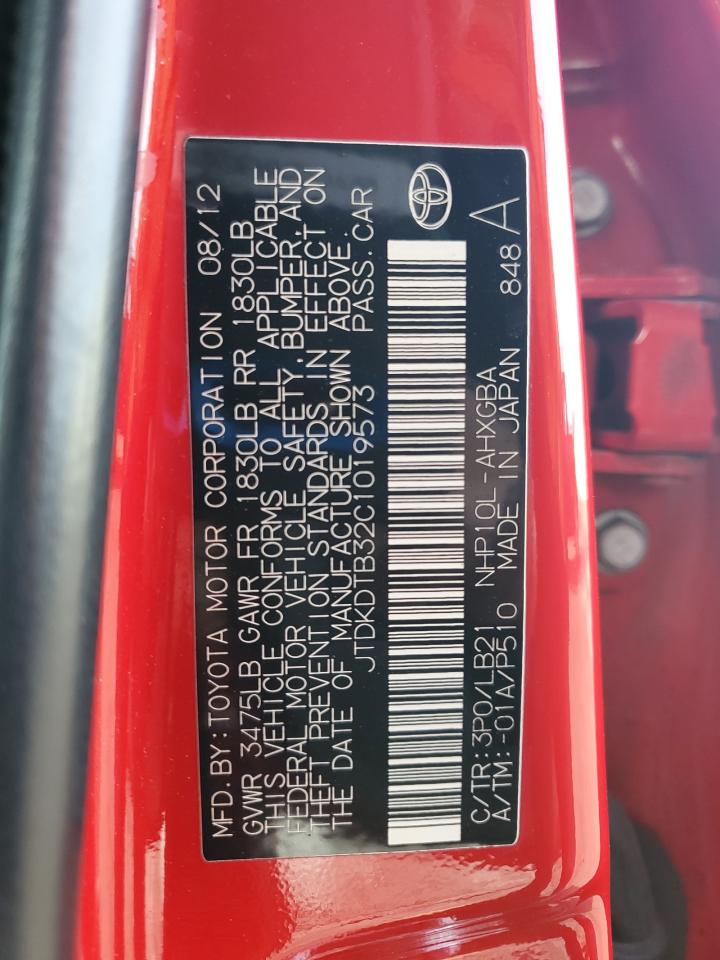 MFD.BY:TOYOTA MOTOR CORPORATION 08/12
GVWR 3475LB GAWR FR 1830LB RR 1830LB
THIS VEHICLE CONFORMS TO ALL APPLICABLE
FEDERAL MOTOR VEHICLE SAFETY,BUMPER,AND
THEFT PREVENTION STANDARDS IN EFFECT ON
THE DATE OF MANUFACTURE SHOWN ABOVE.
JTDKDTB32C1019573 PASS.CAR
C/TR:3P0/LB21 NHP10L-AHXGBA
A/TM:-01A/P510 MADE IN JAPAN 848 A